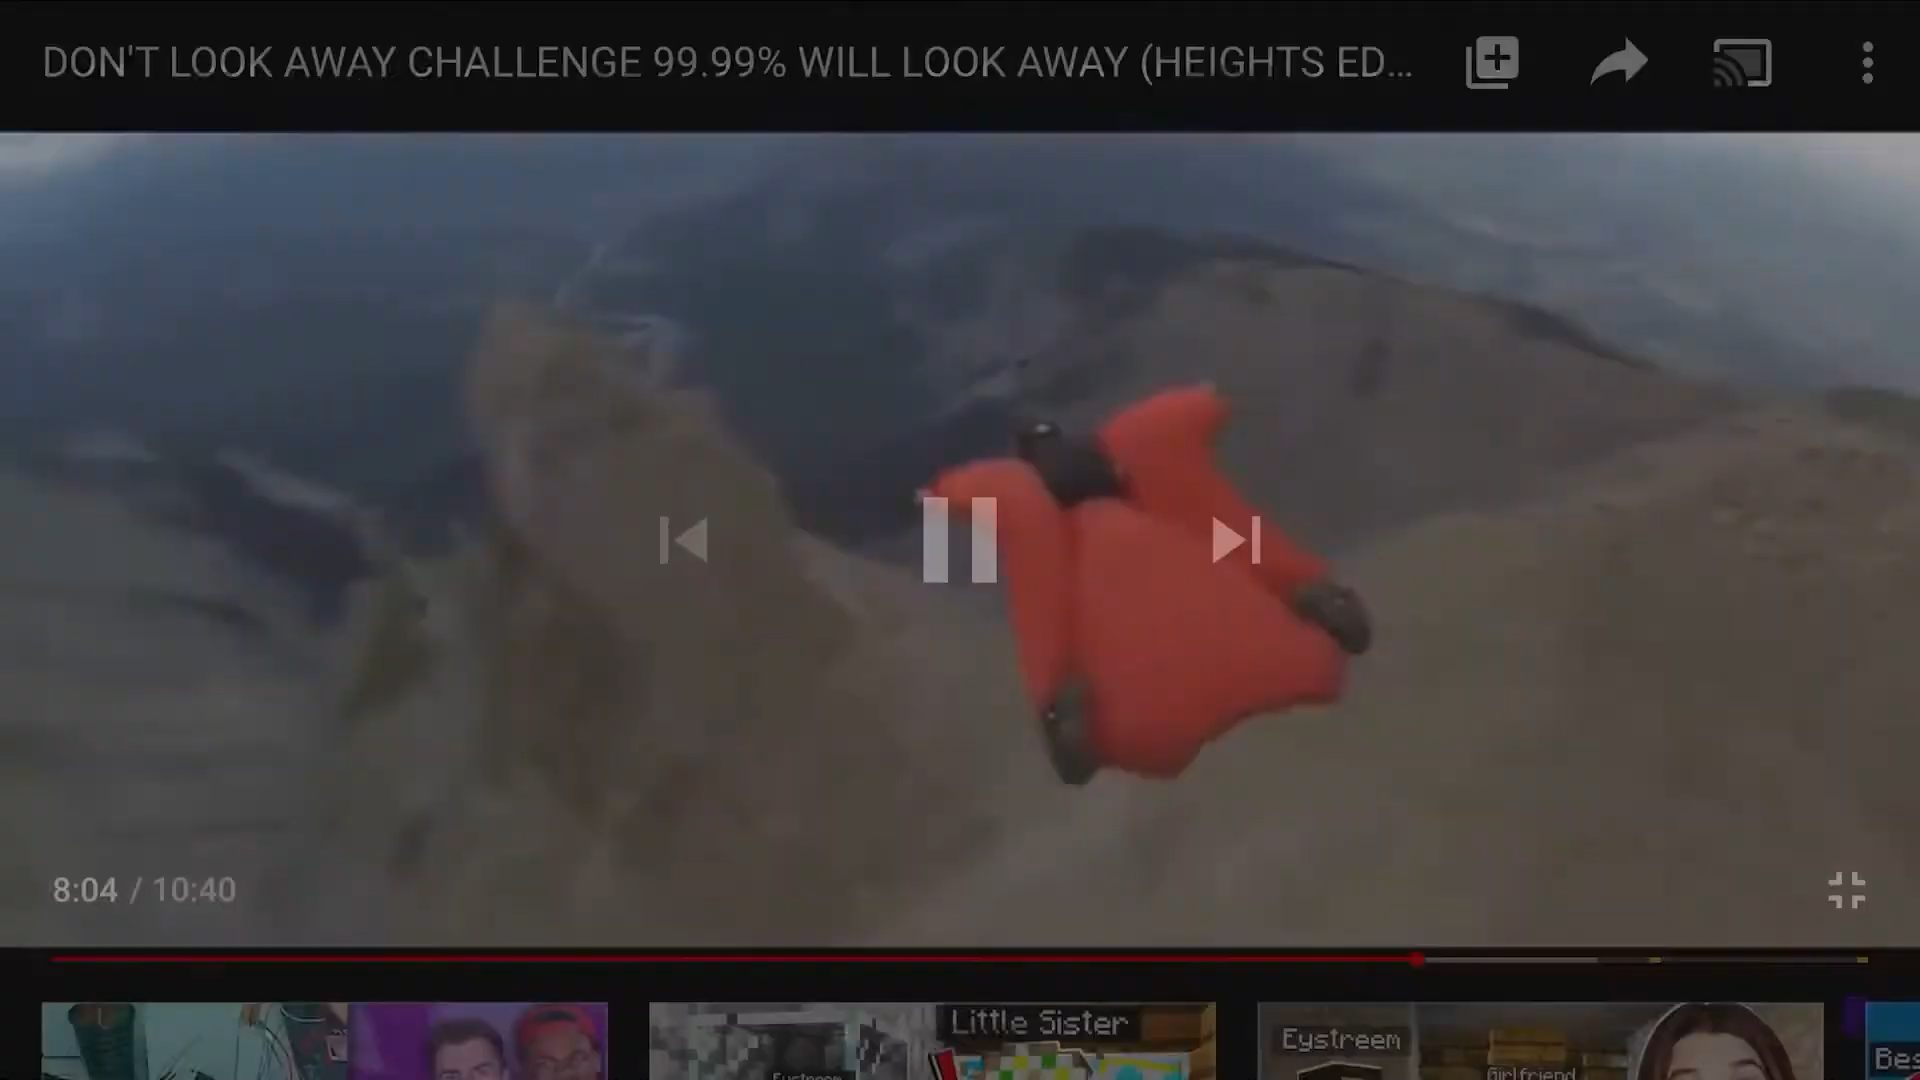 DON'T LOOK AWAY CHALLENGE 99.99% WILL LOOK AWAY (HEIGHTS ED...
8:04 / 10:40
Little Sister
Eystreem
Eystreem
Girlfriend
Bes